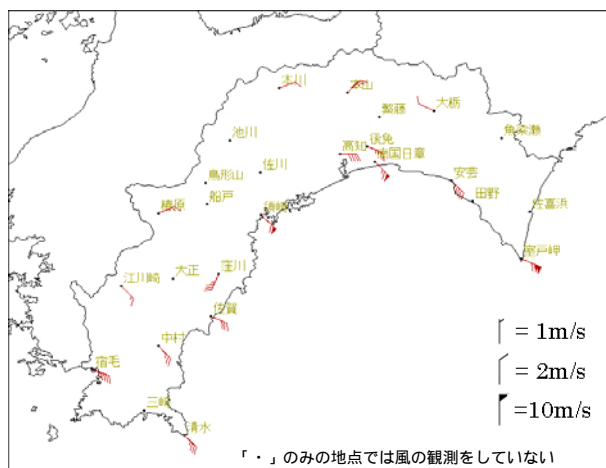 本川
本山
繁藤
大栃
池川
高知
後免
南国日章
魚梁瀬
佐川
鳥形山
船戸
安芸
田野
佐喜浜
梼原
須崎
室戸岬
江川崎
大正
窪川
佐賀
中村
宿毛
三崎
清水
= 1m/s
= 2m/s
=10m/s
「・」のみの地点では風の観測をしていない